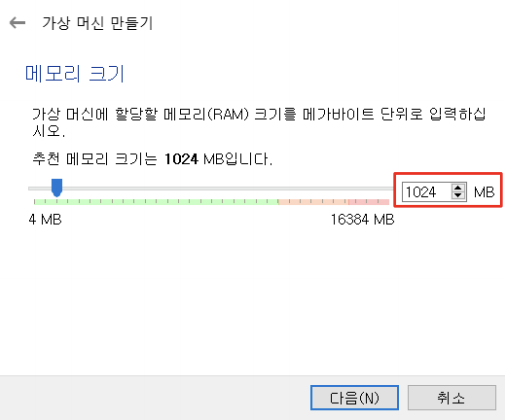 ← 가상 머신 만들기
메모리 크기
가상 머신에 할당할 메모리(RAM) 크기를 메가바이트 단위로 입력하십
시오.
추천 메모리 크기는 1024 MB입니다.
1024 MB
4 MB 16384 MB
다음(N) 취소